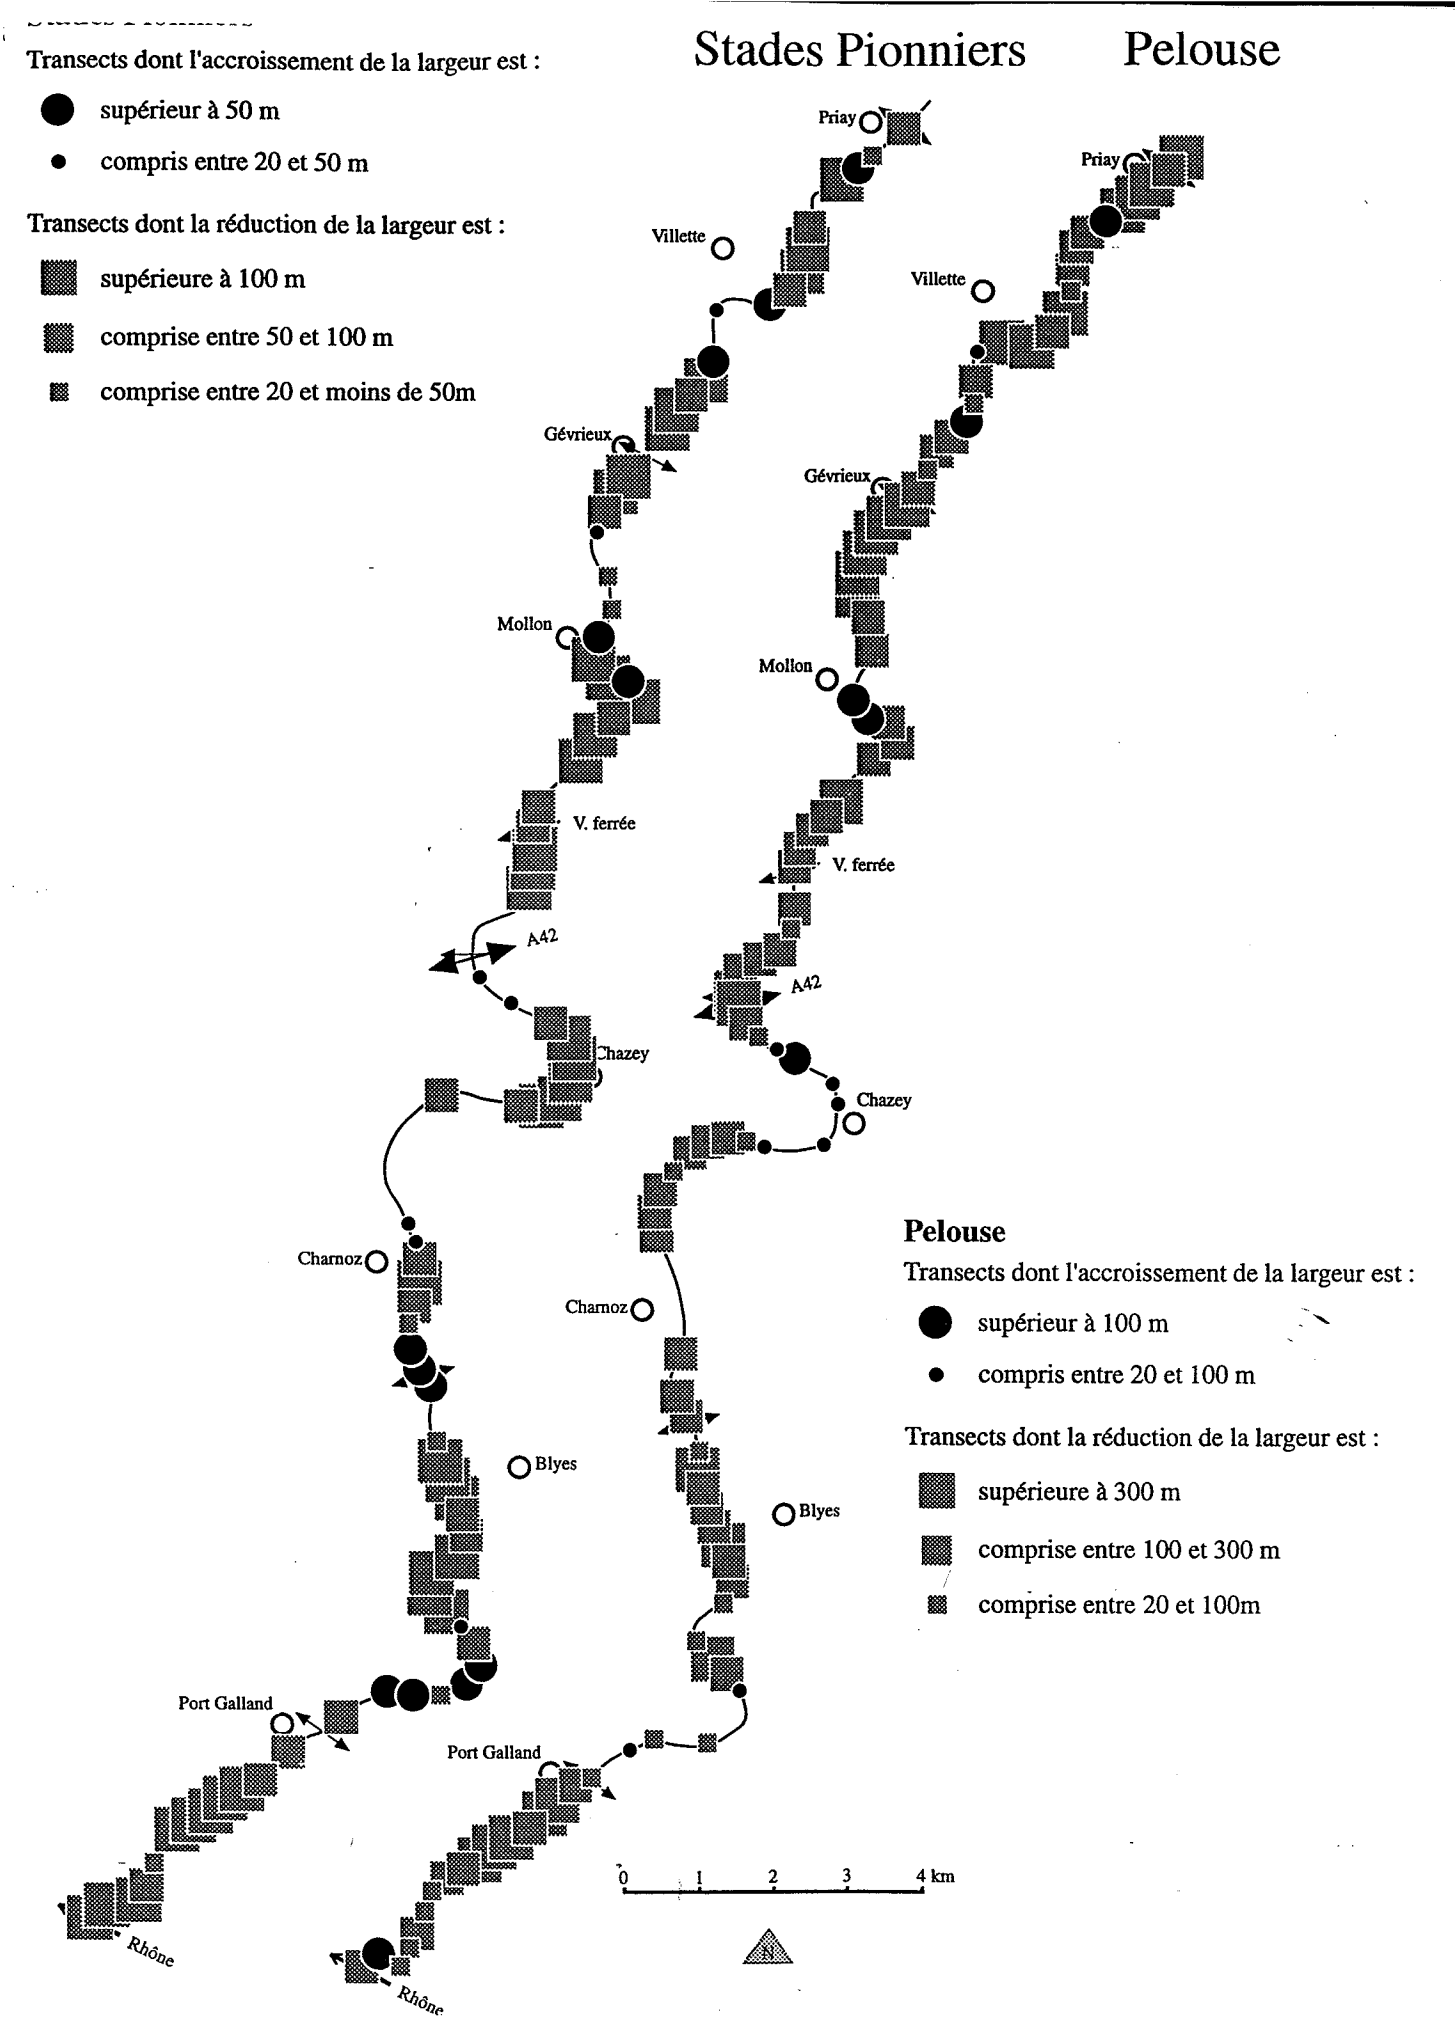 Stades Pionniers
Transects dont l'accroissement de la largeur est :
supérieur à 50 m
compris entre 20 et 50 m
Transects dont la réduction de la largeur est :
supérieure à 100 m
comprise entre 50 et 100 m
comprise entre 20 et moins de 50m
Stades Pionniers
Priay
Villette
Gévrieux
Mollon
V. ferrée
A42
Chazey
Charnoz
Blyes
Port Galland
Rhône
Pelouse
Priay
Villette
Gévrieux
Mollon
V. ferrée
A42
Chazey
Charnoz
Blyes
Port Galland
Rhône
Pelouse
Transects dont l'accroissement de la largeur est :
supérieur à 100 m
compris entre 20 et 100 m
Transects dont la réduction de la largeur est :
supérieure à 300 m
comprise entre 100 et 300 m
comprise entre 20 et 100m
0 1 2 3 4 km
N